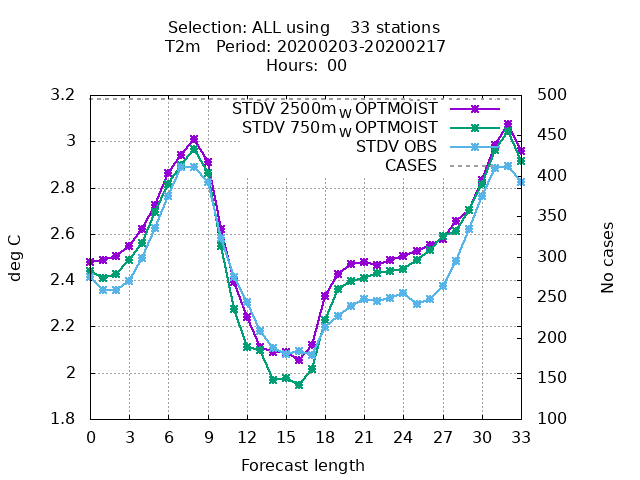 Selection: ALL using 33 stations
T2m Period: 20200203-20200217
Hours: 00
3.2
3
2.8
2.6
2.4
2.2
2
1.8
deg C
STDV 2500m_W OPTMOIST
STDV 750m_W OPTMOIST
STDV OBS
CASES
500
450
400
350
300
250
200
150
100
No cases
0 3 6 9 12 15 18 21 24 27 30 33
Forecast length